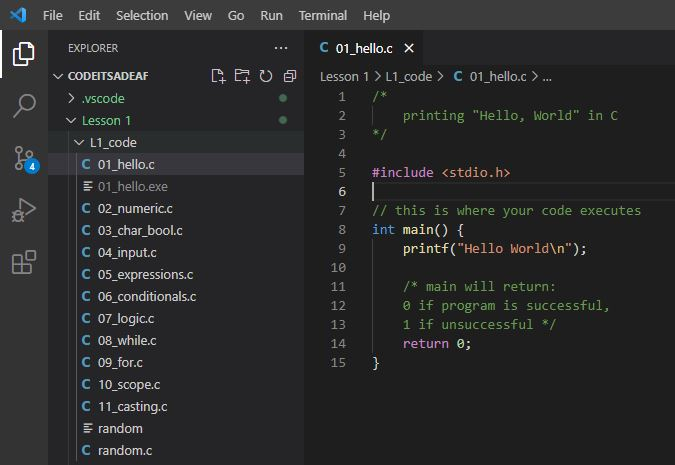 File Edit Selection View Go Run Terminal Help
EXPLORER
CODEITSADEAF
.vscode
Lesson 1
L1_code
C 01_hello.c
01_hello.exe
C 02_numeric.c
C 03_char_bool.c
C 04_input.c
C 05_expressions.c
C 06_conditionals.c
C 07_logic.c
C 08_while.c
C 09_for.c
C 10_scope.c
C 11_casting.c
random
C random.c
4
C 01_hello.c
Lesson 1 > L1_code > C 01_hello.c > ...
1 /*
2 printing "Hello, World" in C
3 */
4
5 #include <stdio.h>
6
7 // this is where your code executes
8 int main() {
9 printf("Hello World\n");
10
11 /* main will return:
12 0 if program is successful,
13 1 if unsuccessful */
14 return 0;
15 }